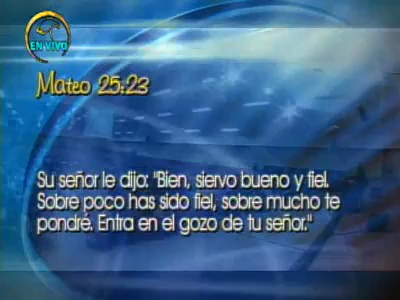 EN VIVO
Mateo 25:23
Su señor le dijo: "Bien, siervo bueno y fiel.
Sobre poco has sido fiel, sobre mucho te
pondré. Entra en el gozo de tu señor."